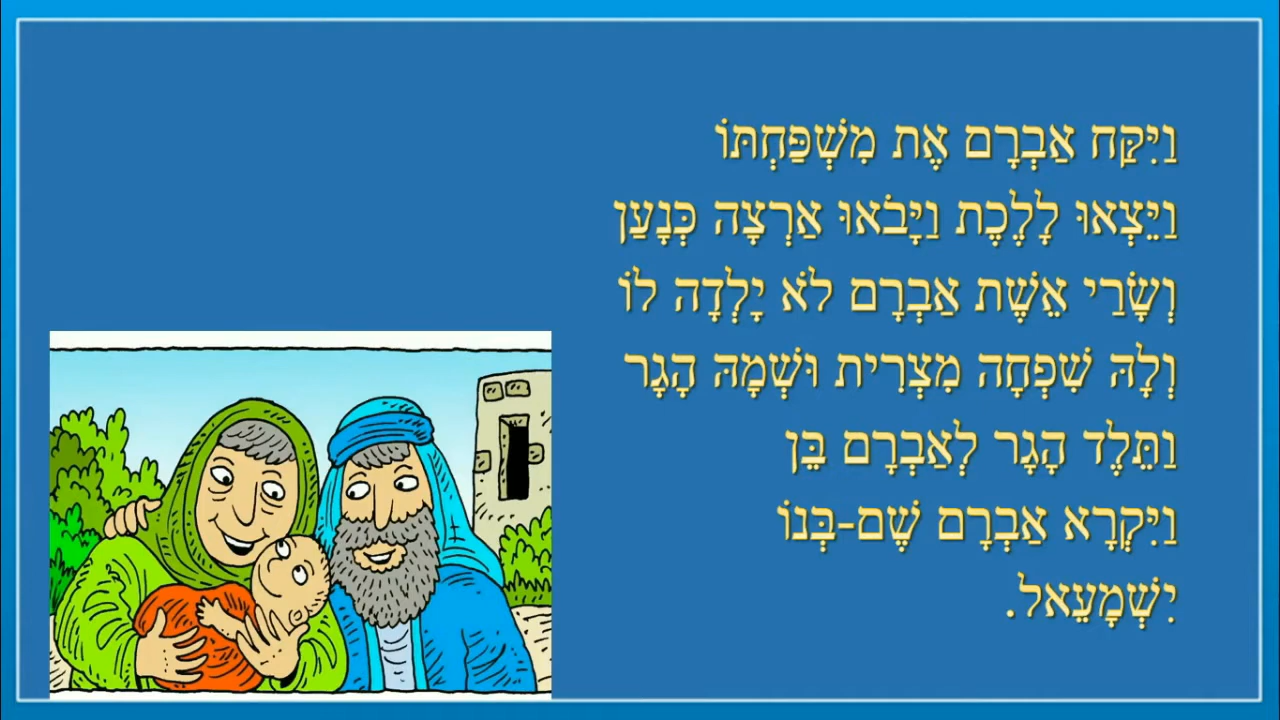 וַיִּקַּח אַבְרָם אֶת מִשְׁפַּחְתּוֹ
וַיֵּצְאוּ לָלֶכֶת וַיָּבֹאוּ אַרְצָה כְּנָעַן
וְשָׂרַי אֵשֶׁת אַבְרָם לֹא יָלְדָה לוֹ
וְלָהּ שִׁפְחָה מִצְרִית וּשְׁמָהּ הָגָר
וַתֵּלֶד הָגָר לְאַבְרָם בֵּן
וַיִּקְרָא אַבְרָם שֶׁם-בְּנוֹ
יִשְׁמָעֵאל.